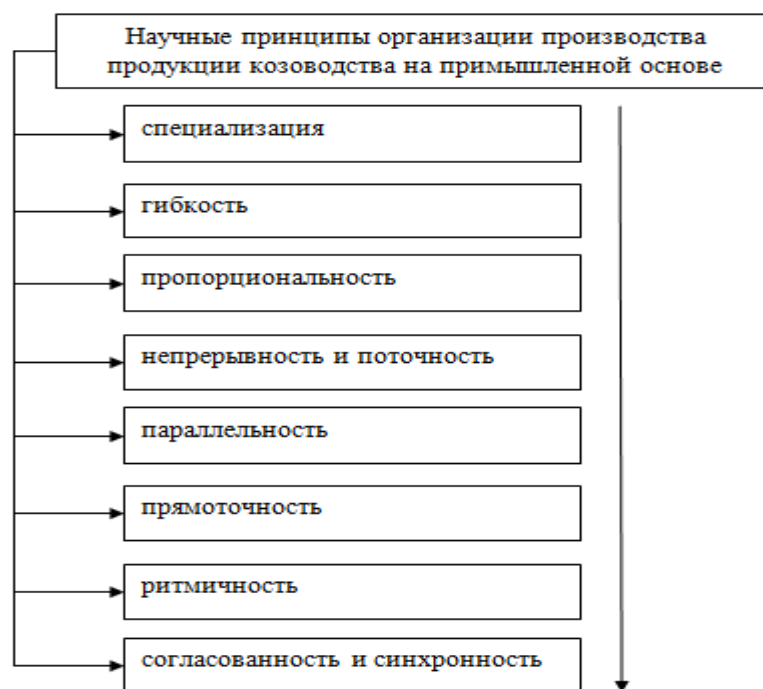 Научные принципы организации производства
продукции козоводства на примышленной основе
специализация
гибкость
пропорциональность
непрерывность и поточность
параллельность
прямоточность
ритмичность
согласованность и синхронность